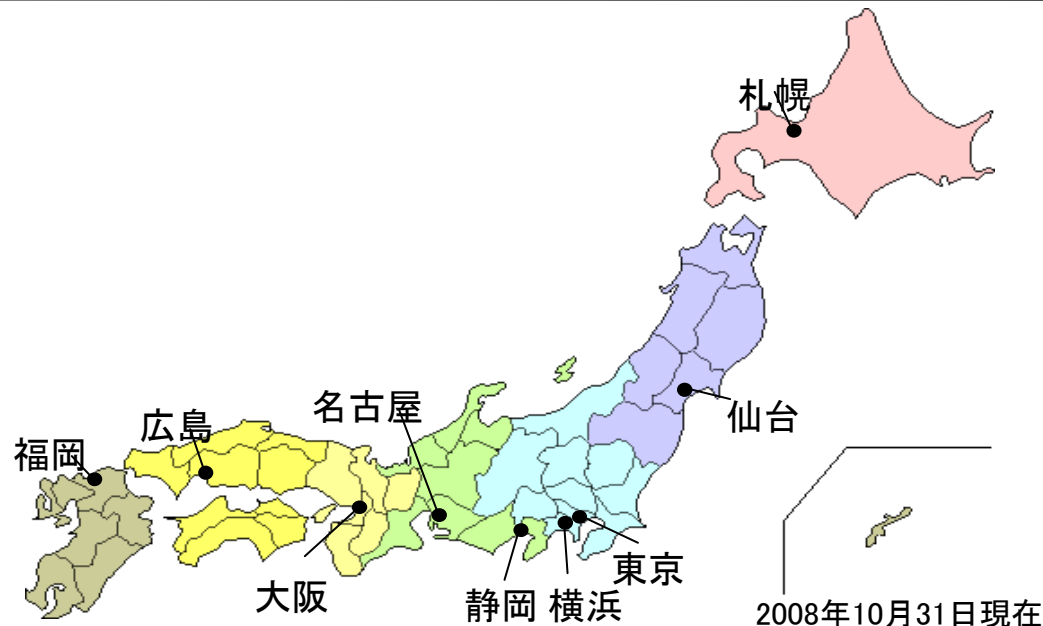 札幌
仙台
名古屋
広島
福岡
大阪
静岡
横浜
東京
2008年10月31日現在